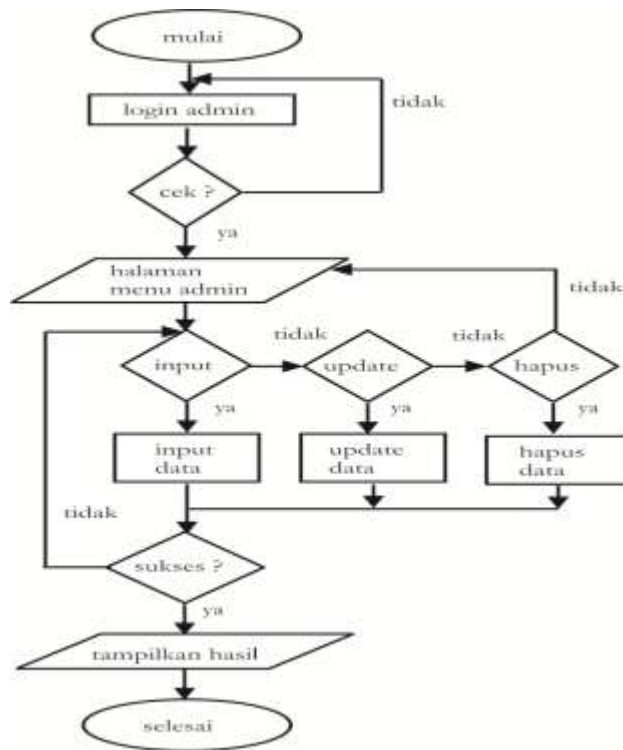 mulai
login admin
tidak
cek ?
ya
halaman
menu admin
tidak
input
tidak
update
tidak
hapus
ya
ya
ya
input
data
update
data
hapus
data
tidak
sukses ?
ya
tampilkan hasil
selesai